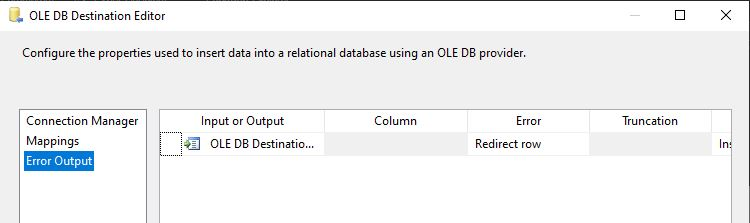 OLE DB Destination Editor
Configure the properties used to insert data into a relational database using an OLE DB provider.
Connection Manager
Mappings
Error Output
Input or Output Column Error Truncation
OLE DB Destinatio... Redirect row